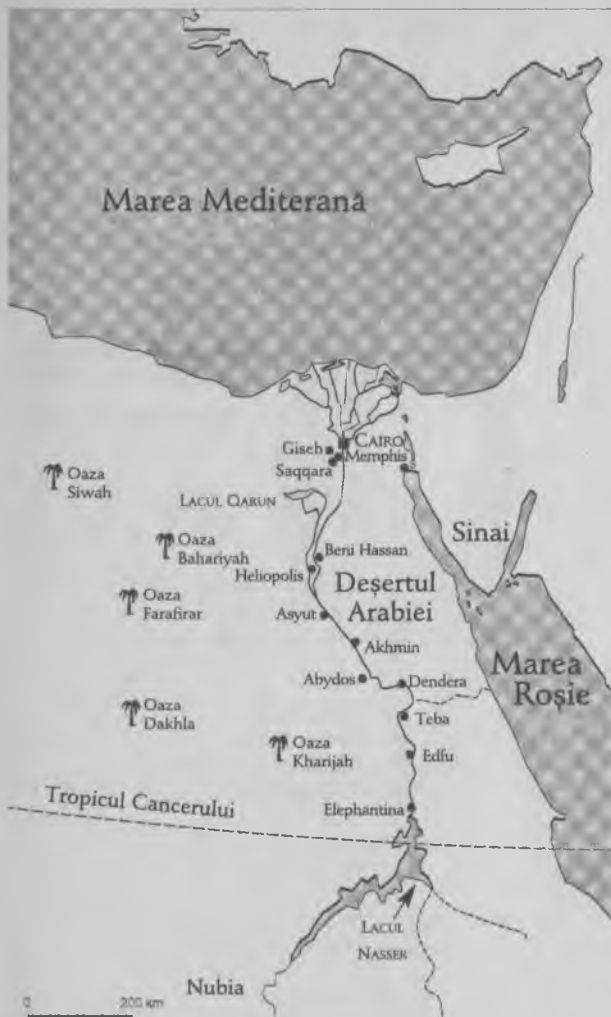 Marea Mediterană
CAIRO
Giseb
Memphis
Saqqara
Oaza
Siwah
LACUL QARUN
Sinai
Oaza
Bahariyah
Beni Hassan
Heliopolis
Deșertul
Arabiei
Oaza
Farafirar
Asyut
Akhmin
Marea
Roșie
Abydos
Dendera
Oaza
Dakhla
Teba
Oaza
Kharijah
Edfu
Tropicul Cancerului
Elephantina
LACUL
NASSER
Nubia
0 200 km